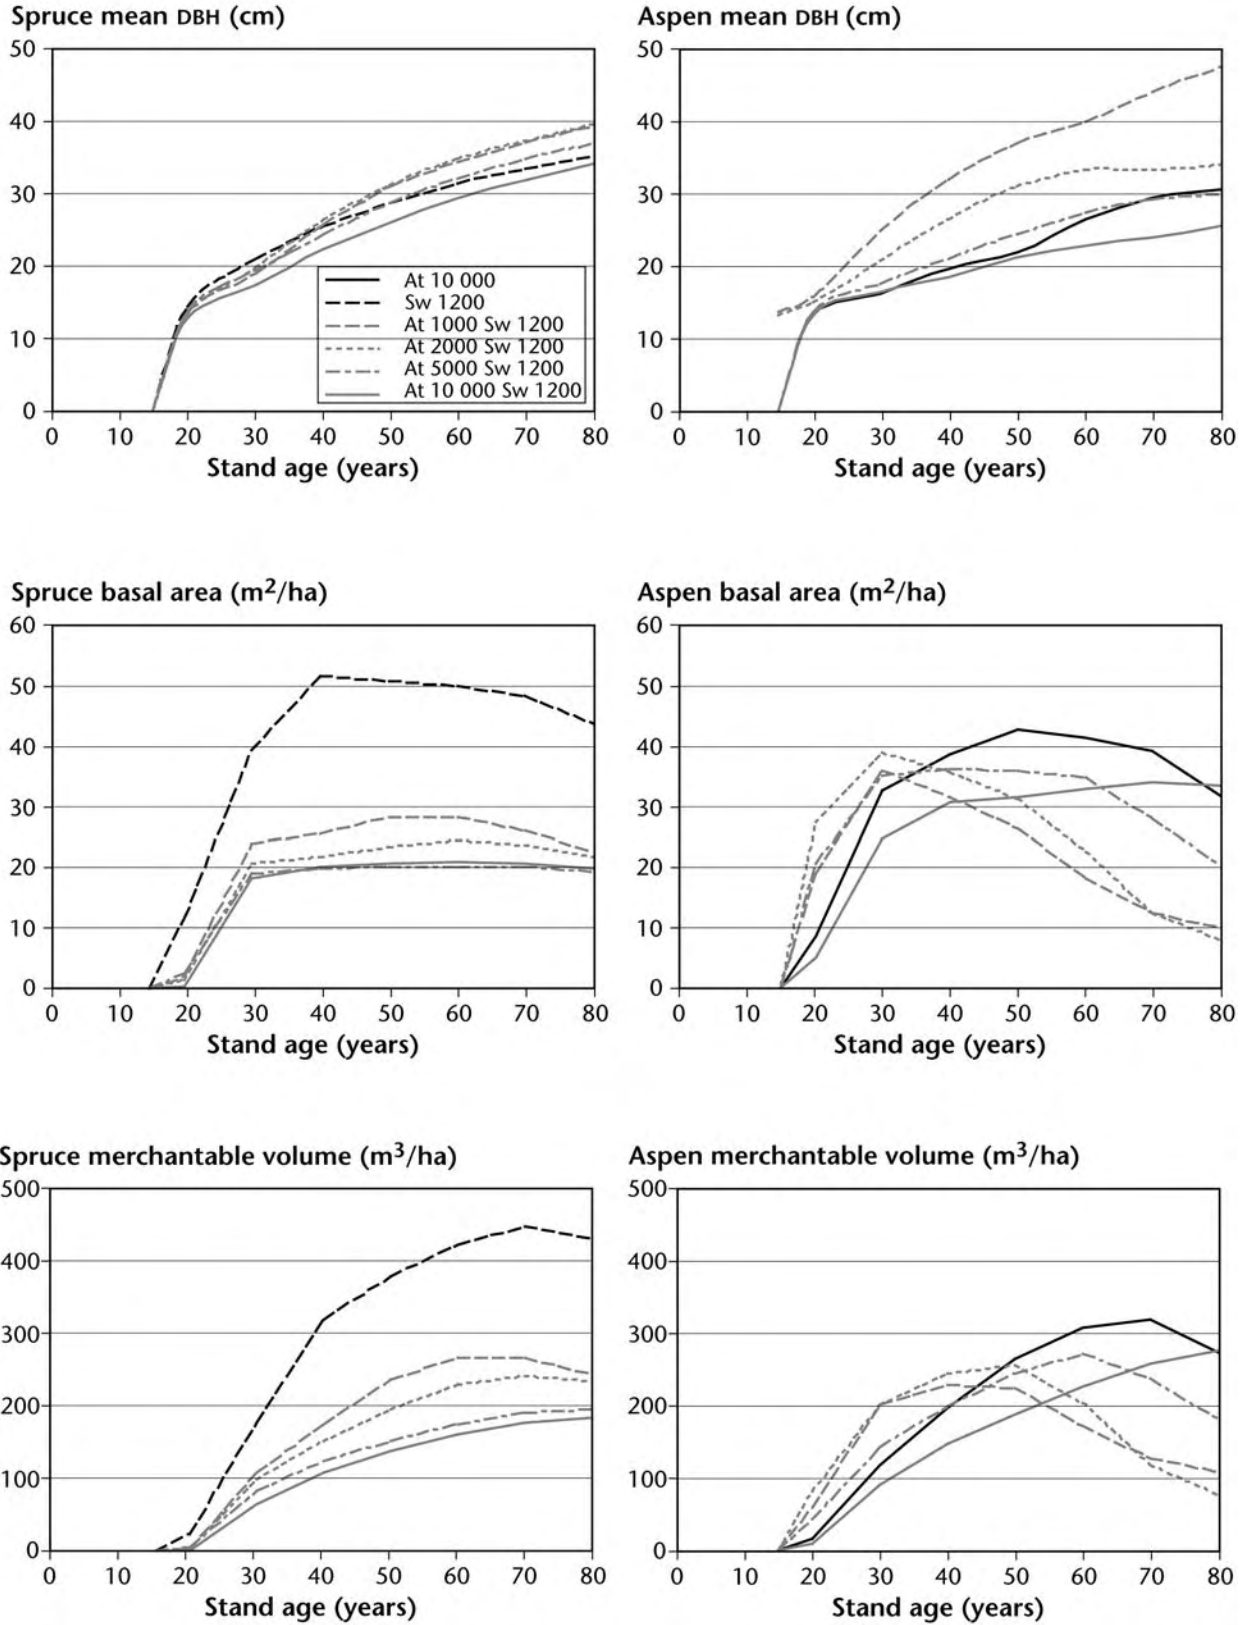 Spruce mean DBH (cm)
50
40
30
20
10
0
At 10 000
Sw 1200
At 1000 Sw 1200
At 2000 Sw 1200
At 5000 Sw 1200
At 10 000 Sw 1200
0 10 20 30 40 50 60 70 80
Stand age (years)
Aspen mean DBH (cm)
50
40
30
20
10
0
0 10 20 30 40 50 60 70 80
Stand age (years)
Spruce basal area (m²/ha)
60
50
40
30
20
10
0
0 10 20 30 40 50 60 70 80
Stand age (years)
Aspen basal area (m²/ha)
60
50
40
30
20
10
0
0 10 20 30 40 50 60 70 80
Stand age (years)
Spruce merchantable volume (m³/ha)
500
400
300
200
100
0
0 10 20 30 40 50 60 70 80
Stand age (years)
Aspen merchantable volume (m³/ha)
500
400
300
200
100
0
0 10 20 30 40 50 60 70 80
Stand age (years)